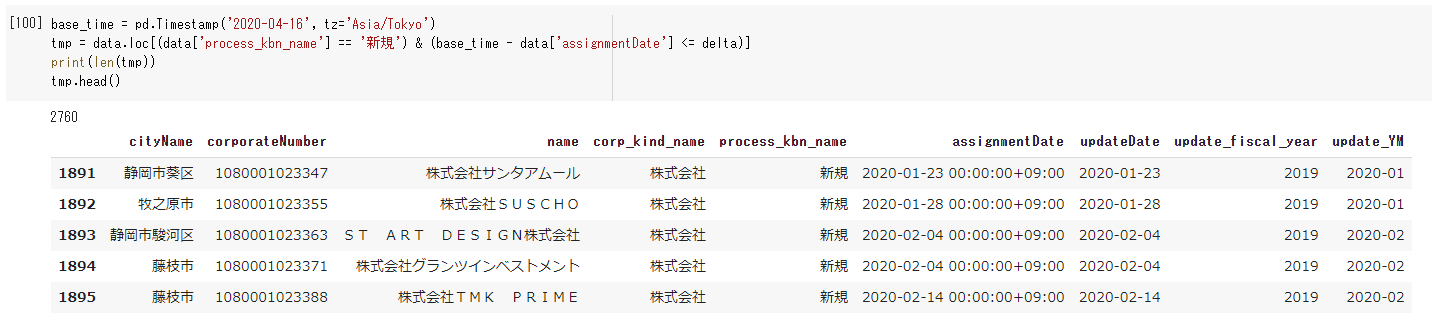 [100] base_time = pd.Timestamp('2020-04-16', tz='Asia/Tokyo')
tmp = data.loc[(data['process_kbn_name'] == '新規') & (base_time - data['assignmentDate'] <= delta)]
print(len(tmp))
tmp.head()
2760
cityName corporateNumber name corp_kind_name process_kbn_name assignmentDate updateDate update_fiscal_year update_YM
1891 静岡市葵区 1080001023347 株式会社サンタアムール 株式会社 新規 2020-01-23 00:00:00+09:00 2020-01-23 2019 2020-01
1892 牧之原市 1080001023355 株式会社ＳＵＳＣＨＯ 株式会社 新規 2020-01-28 00:00:00+09:00 2020-01-28 2019 2020-01
1893 静岡市駿河区 1080001023363 ＳＴ　ＡＲＴ　ＤＥＳＩＧＮ株式会社 株式会社 新規 2020-02-04 00:00:00+09:00 2020-02-04 2019 2020-02
1894 藤枝市 1080001023371 株式会社グランツインベストメント 株式会社 新規 2020-02-04 00:00:00+09:00 2020-02-04 2019 2020-02
1895 藤枝市 1080001023388 株式会社ＴＭＫ　ＰＲＩＭＥ 株式会社 新規 2020-02-14 00:00:00+09:00 2020-02-14 2019 2020-02